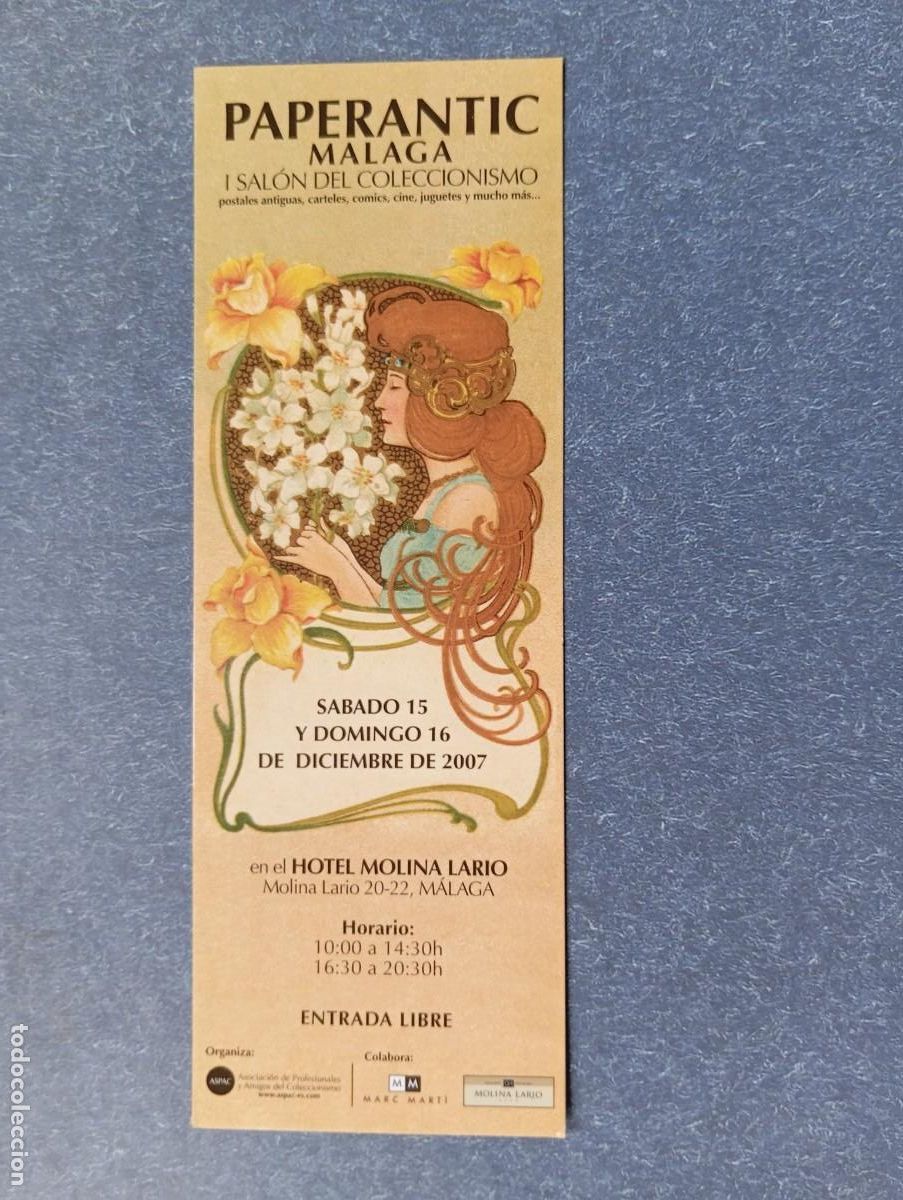 PAPERANTIC
MALAGA
I SALÓN DEL COLECCIONISMO
postales antiguas, carteles, comics, cine, juguetes y mucho más...
SABADO 15
Y DOMINGO 16
DE DICIEMBRE DE 2007
en el HOTEL MOLINA LARIO
Molina Lario 20-22, MÁLAGA
Horario:
10:00 a 14:30h
16:30 a 20:30h
ENTRADA LIBRE
Organiza:
ASPAC
Asociación de Profesionales
y Amigos del Coleccionismo
www.aspac-es.com
Colabora:
M M
MARC MARTÍ
MOLINA LARIO
todocoleccion